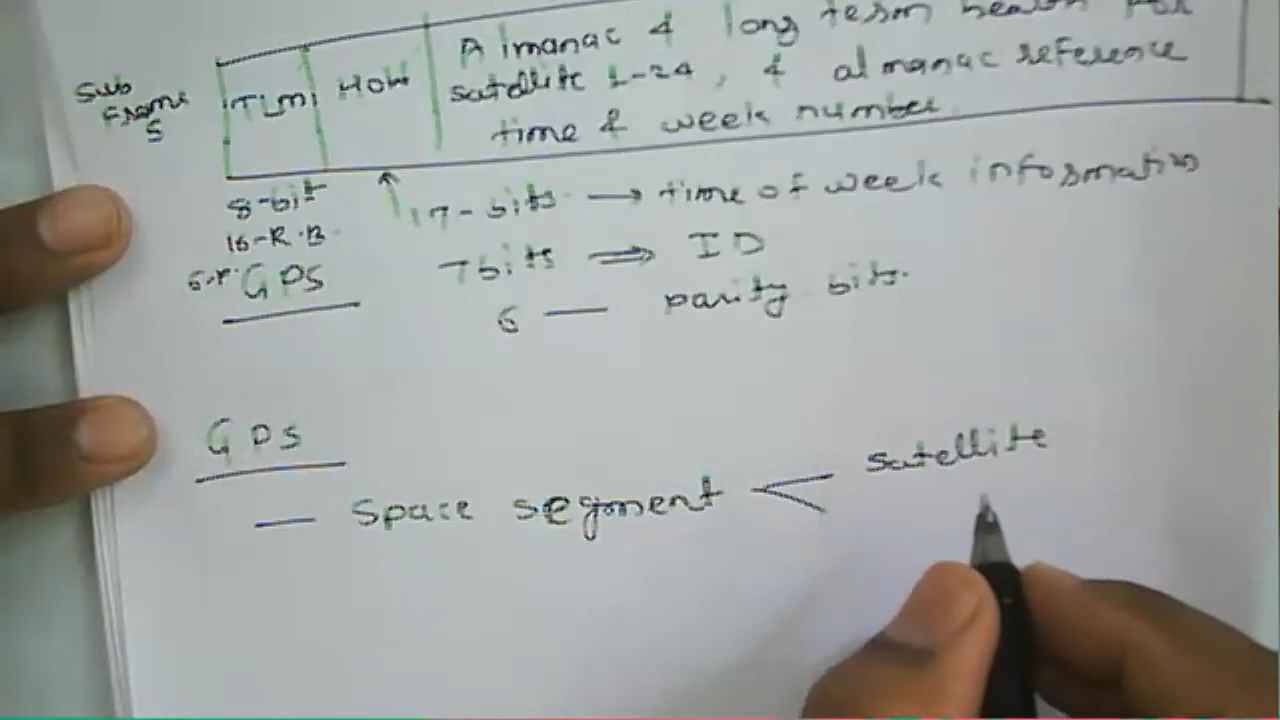 Almanac & long term health for
Sub
frame
5
TLM
HOW
satellite 1-24, & almanac reference
time & week number.
8-bit
16-R.B.
6-P.
17-bits → time of week information
7bits ⇒ ID
6 — parity bits.
GPS
GPS
— Space segment < satellite